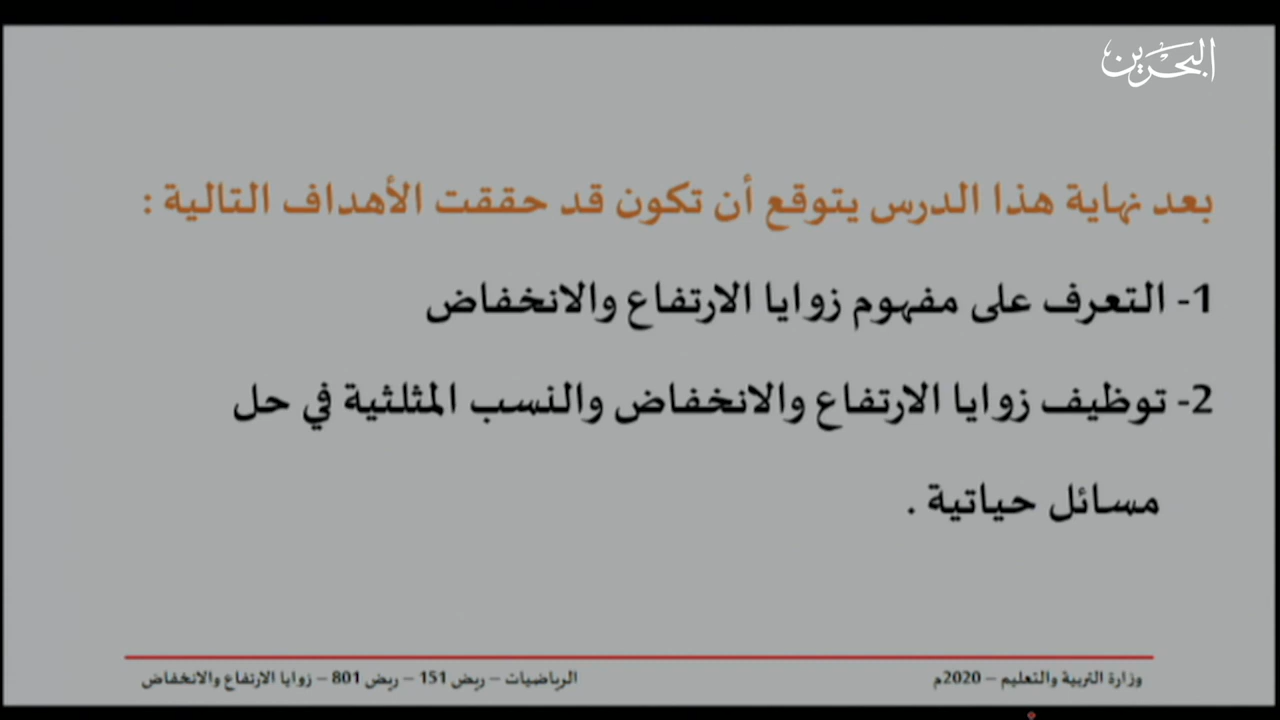 البحرين
بعد نهاية هذا الدرس يتوقع أن تكون قد حققت الأهداف التالية :
1- التعرف على مفهوم زوايا الارتفاع والانخفاض
2- توظيف زوايا الارتفاع والانخفاض والنسب المثلثية في حل
مسائل حياتية .
وزارة التربية والتعليم – 2020م
الرياضيات – ريض 151 – ريض 801 – زوايا الارتفاع والانخفاض